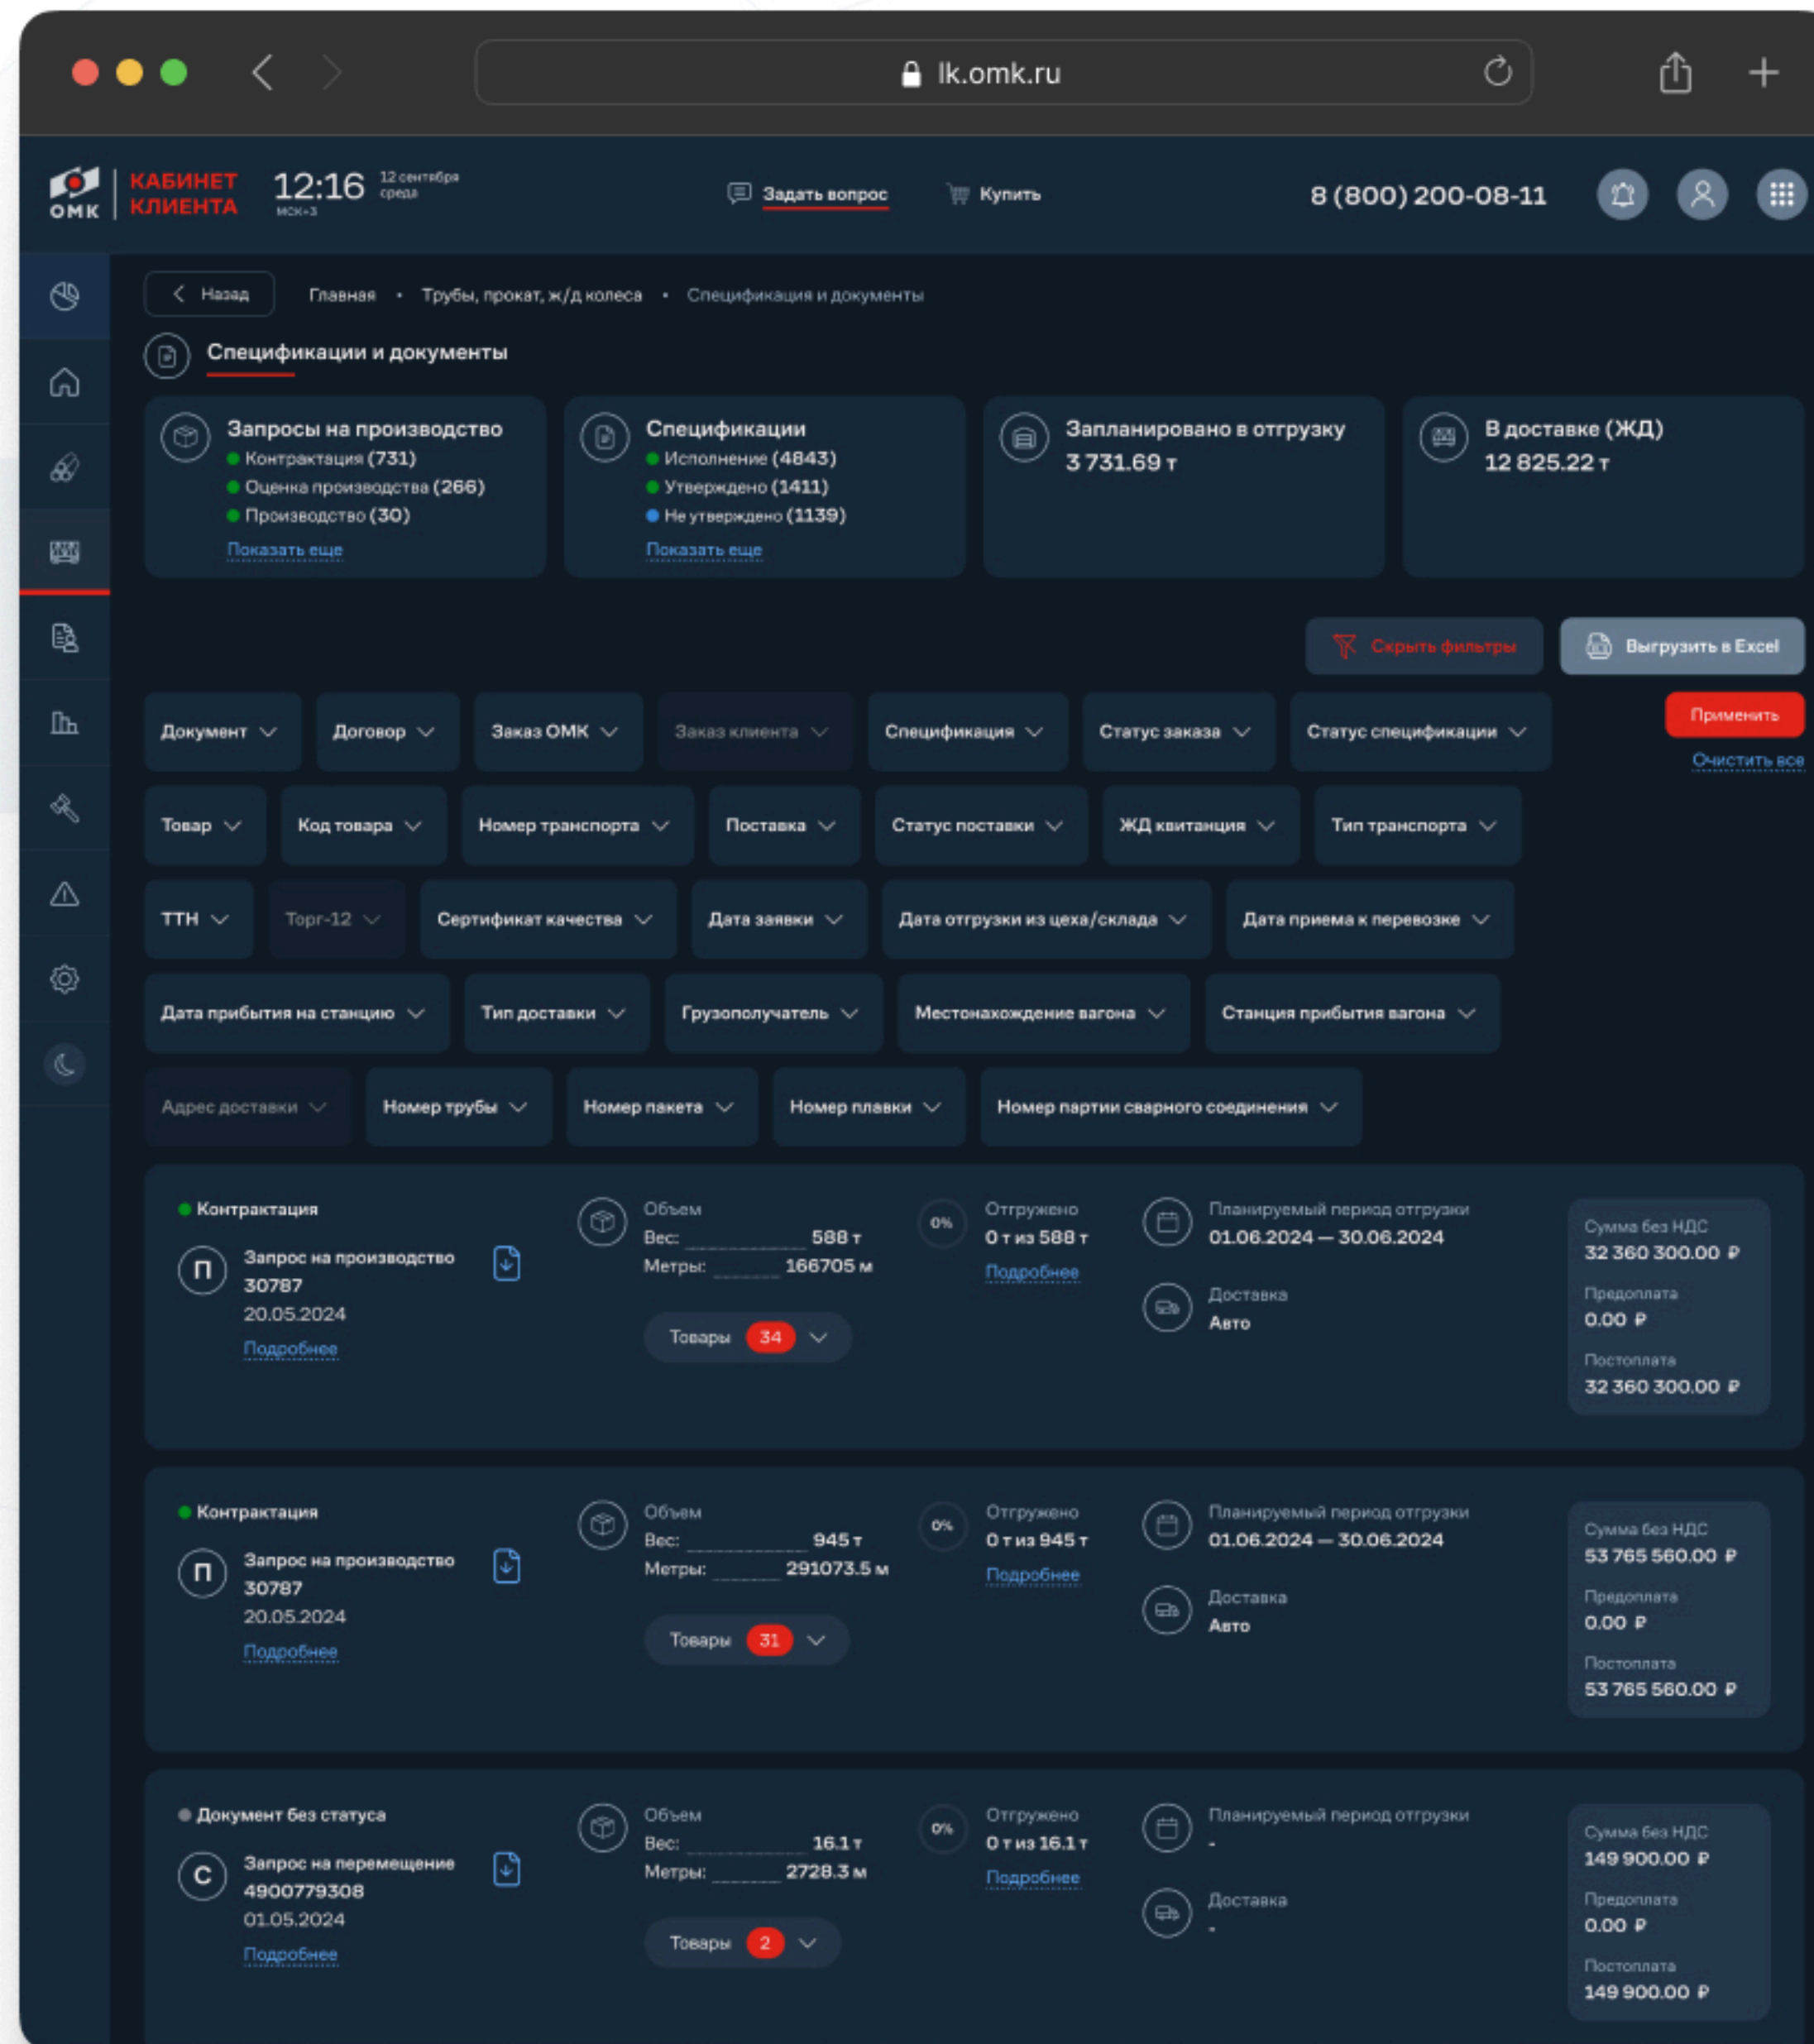 lk.omk.ru
ОМК
КАБИНЕТ
КЛИЕНТА
12:16
МСК+3
12 сентября
среда
Задать вопрос
Купить
8 (800) 200-08-11
Назад
Главная • Трубы, прокат, ж/д колеса • Спецификация и документы
Спецификации и документы
Запросы на производство
Контрактация (731)
Оценка производства (266)
Производство (30)
Показать еще
Спецификации
Исполнение (4843)
Утверждено (1411)
Не утверждено (1139)
Показать еще
Запланировано в отгрузку
3 731.69 т
В доставке (ЖД)
12 825.22 т
Скрыть фильтры
Выгрузить в Excel
Документ Договор Заказ ОМК Заказ клиента Спецификация Статус заказа Статус спецификации
Применить
Очистить все
Товар Код товара Номер транспорта Поставка Статус поставки ЖД квитанция Тип транспорта
ТТН Торг-12 Сертификат качества Дата заявки Дата отгрузки из цеха/склада Дата приема к перевозке
Дата прибытия на станцию Тип доставки Грузополучатель Местонахождение вагона Станция прибытия вагона
Адрес доставки Номер трубы Номер пакета Номер плавки Номер партии сварного соединения
Контрактация
П
Запрос на производство
30787
20.05.2024
Подробнее
Объем
Вес: 588 т
Метры: 166705 м
Товары 34
0%
Отгружено
0 т из 588 т
Подробнее
Планируемый период отгрузки
01.06.2024 — 30.06.2024
Доставка
Авто
Сумма без НДС
32 360 300.00 ₽
Предоплата
0.00 ₽
Постоплата
32 360 300.00 ₽
Контрактация
П
Запрос на производство
30787
20.05.2024
Подробнее
Объем
Вес: 945 т
Метры: 291073.5 м
Товары 31
0%
Отгружено
0 т из 945 т
Подробнее
Планируемый период отгрузки
01.06.2024 — 30.06.2024
Доставка
Авто
Сумма без НДС
53 765 560.00 ₽
Предоплата
0.00 ₽
Постоплата
53 765 560.00 ₽
Документ без статуса
С
Запрос на перемещение
4900779308
01.05.2024
Подробнее
Объем
Вес: 16.1 т
Метры: 2728.3 м
Товары 2
0%
Отгружено
0 т из 16.1 т
Подробнее
Планируемый период отгрузки
-
Доставка
-
Сумма без НДС
149 900.00 ₽
Предоплата
0.00 ₽
Постоплата
149 900.00 ₽